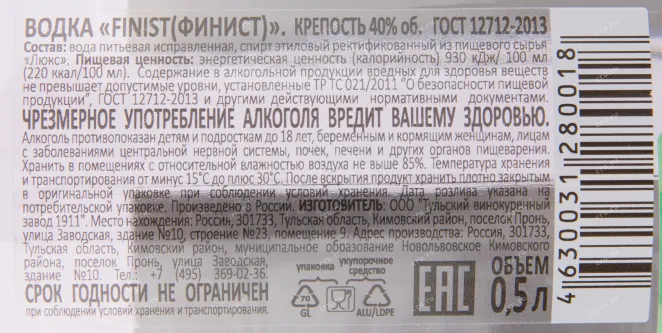 ВОДКА «FINIST(ФИНИСТ)». КРЕПОСТЬ 40% об. ГОСТ 12712-2013
Состав: вода питьевая исправленная, спирт этиловый ректификованный из пищевого сырья
«Люкс». Пищевая ценность: энергетическая ценность (калорийность) 930 кДж/ 100 мл
(220 ккал/100 мл). Содержание в алкогольной продукции вредных для здоровья веществ
не превышает допустимые уровни, установленные ТР ТС 021/2011 "О безопасности пищевой
продукции", ГОСТ 12712-2013 и другими действующими нормативными документами.
ЧРЕЗМЕРНОЕ УПОТРЕБЛЕНИЕ АЛКОГОЛЯ ВРЕДИТ ВАШЕМУ ЗДОРОВЬЮ.
Алкоголь противопоказан детям и подросткам до 18 лет, беременным и кормящим женщинам, лицам
с заболеваниями центральной нервной системы, почек, печени и других органов пищеварения.
Хранить в помещениях с относительной влажностью воздуха не выше 85%. Температура хранения
и транспортирования от минус 15°С до плюс 30°С. После вскрытия продукт хранить плотно закрытым
в оригинальной упаковке при соблюдении условий хранения. Дата розлива указана на
потребительской упаковке. Произведено в России. ИЗГОТОВИТЕЛЬ: ООО "Тульский винокуренный
завод 1911". Место нахождения: Россия, 301733, Тульская область, Кимовский район, поселок Пронь,
улица Заводская, здание №10, строение №23, помещение 9. Адрес производства: Россия, 301733,
Тульская область, Кимовский район, муниципальное образование Новольвовское Кимовского
района, поселок Пронь, улица Заводская,
здание №10. Тел.: +7 (495) 369-02-36.
СРОК ГОДНОСТИ НЕ ОГРАНИЧЕН
при соблюдении условий хранения и транспортирования.
упаковка
укупорочное средство
70
GL
ALU/LDPE
EAC
ОБЪЕМ
0,5л
4 630031 280018